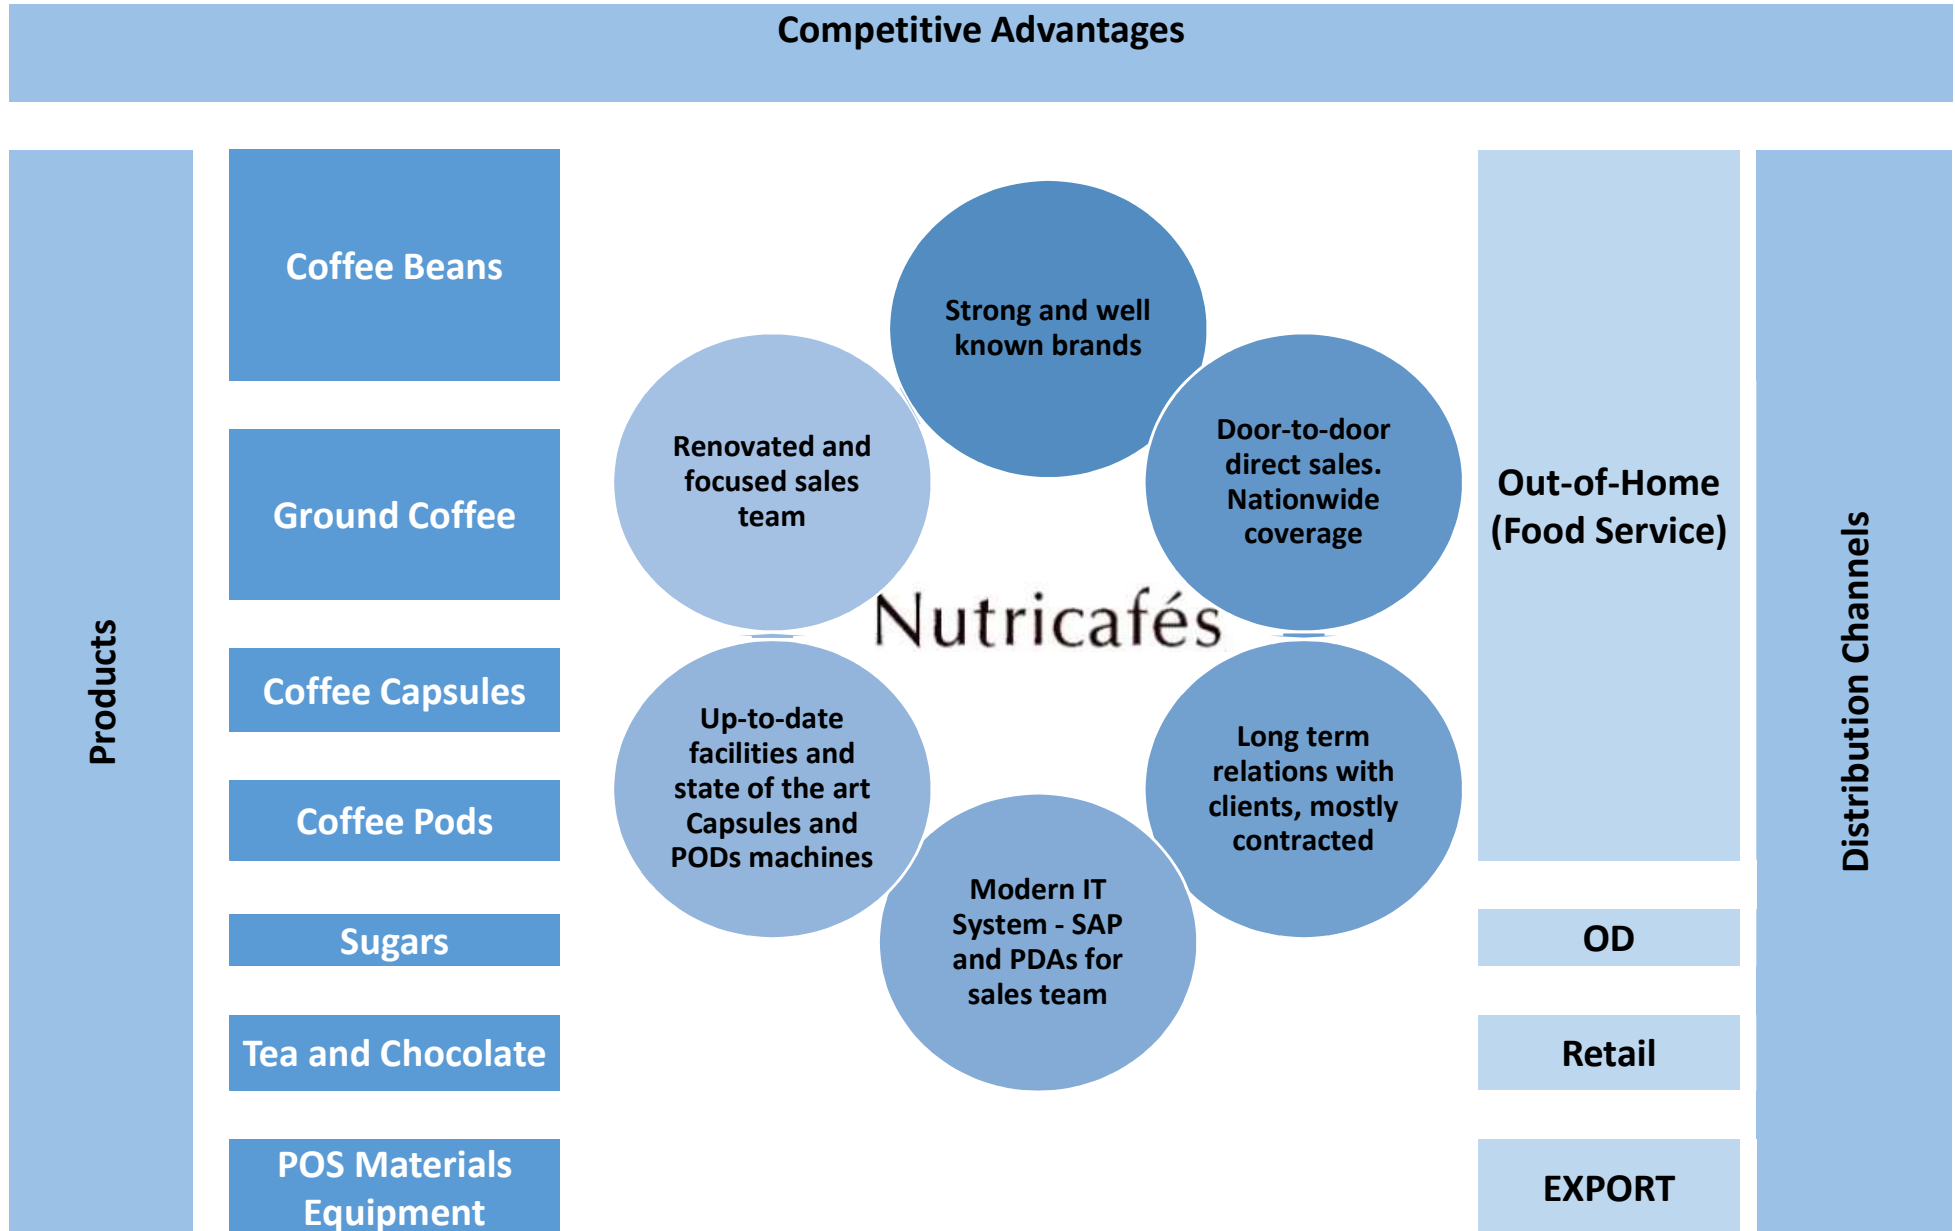 Competitive Advantages
Products
Coffee Beans
Ground Coffee
Coffee Capsules
Coffee Pods
Sugars
Tea and Chocolate
POS Materials
Equipment
Strong and well
known brands
Door-to-door
direct sales.
Nationwide
coverage
Long term
relations with
clients, mostly
contracted
Modern IT
System - SAP
and PDAs for
sales team
Up-to-date
facilities and
state of the art
Capsules and
PODs machines
Renovated and
focused sales
team
Nutricafés
Out-of-Home
(Food Service)
OD
Retail
EXPORT
Distribution Channels